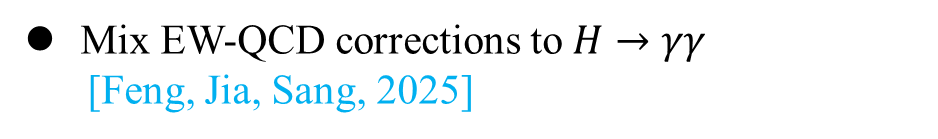 ● Mix EW-QCD corrections to 𝐻 → 𝛾𝛾
[Feng, Jia, Sang, 2025]